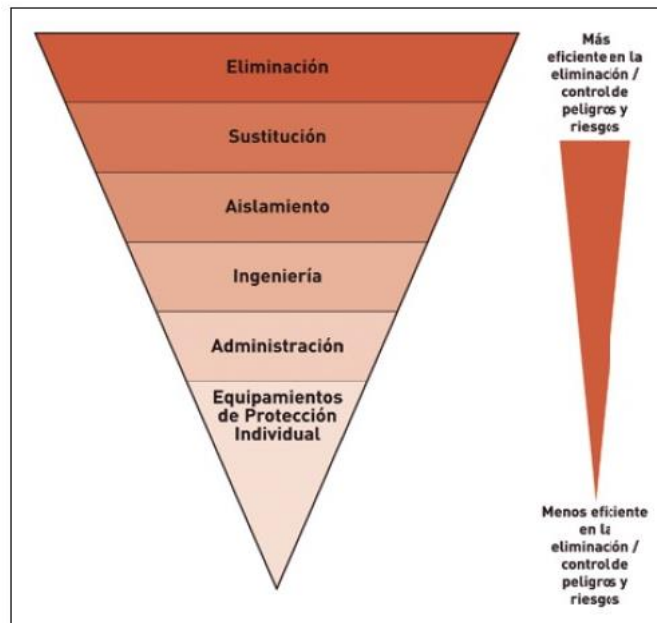 Eliminación
Sustitución
Aislamiento
Ingeniería
Administración
Equipamientos
de Protección
Individual
Más
eficiente en la
eliminación /
control de
peligros y
riesgos
Menos eficiente
en la
eliminación /
control de
peligros y
riesgos